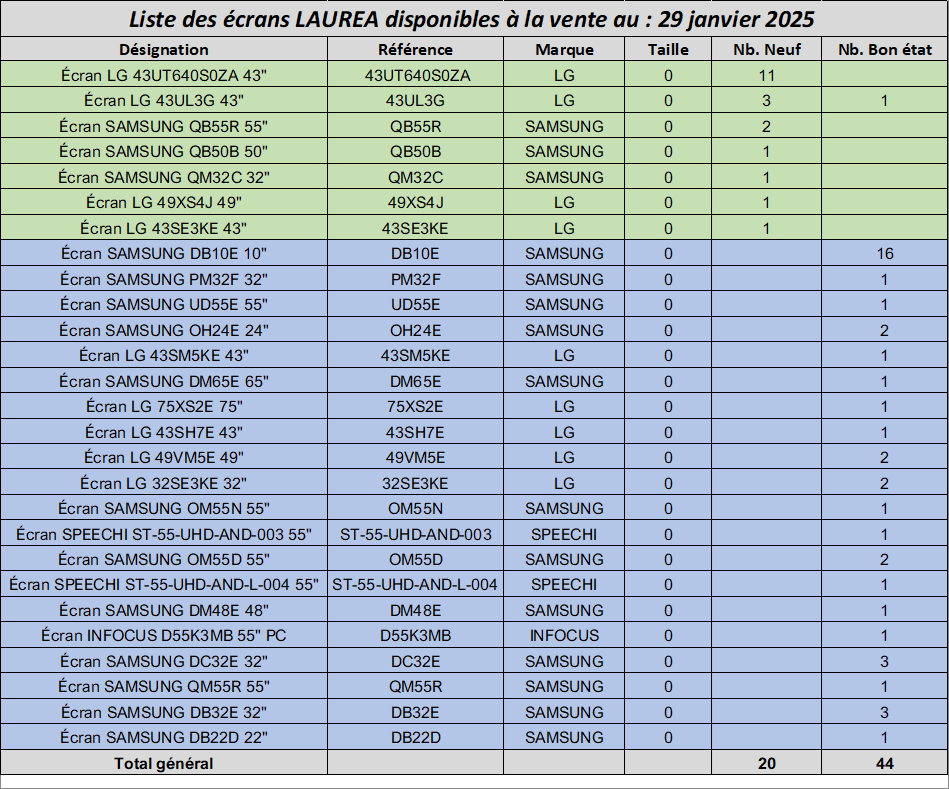 Liste des écrans LAUREA disponibles à la vente au : 29 janvier 2025
Désignation Référence Marque Taille Nb. Neuf Nb. Bon état
Écran LG 43UT640S0ZA 43" 43UT640S0ZA LG 0 11
Écran LG 43UL3G 43" 43UL3G LG 0 3 1
Écran SAMSUNG QB55R 55" QB55R SAMSUNG 0 2
Écran SAMSUNG QB50B 50" QB50B SAMSUNG 0 1
Écran SAMSUNG QM32C 32" QM32C SAMSUNG 0 1
Écran LG 49XS4J 49" 49XS4J LG 0 1
Écran LG 43SE3KE 43" 43SE3KE LG 0 1
Écran SAMSUNG DB10E 10" DB10E SAMSUNG 0 16
Écran SAMSUNG PM32F 32" PM32F SAMSUNG 0 1
Écran SAMSUNG UD55E 55" UD55E SAMSUNG 0 1
Écran SAMSUNG OH24E 24" OH24E SAMSUNG 0 2
Écran LG 43SM5KE 43" 43SM5KE LG 0 1
Écran SAMSUNG DM65E 65" DM65E SAMSUNG 0 1
Écran LG 75XS2E 75" 75XS2E LG 0 1
Écran LG 43SH7E 43" 43SH7E LG 0 1
Écran LG 49VM5E 49" 49VM5E LG 0 2
Écran LG 32SE3KE 32" 32SE3KE LG 0 2
Écran SAMSUNG OM55N 55" OM55N SAMSUNG 0 1
Écran SPEECHI ST-55-UHD-AND-003 55" ST-55-UHD-AND-003 SPEECHI 0 1
Écran SAMSUNG OM55D 55" OM55D SAMSUNG 0 2
Écran SPEECHI ST-55-UHD-AND-L-004 55" ST-55-UHD-AND-L-004 SPEECHI 0 1
Écran SAMSUNG DM48E 48" DM48E SAMSUNG 0 1
Écran INFOCUS D55K3MB 55" PC D55K3MB INFOCUS 0 1
Écran SAMSUNG DC32E 32" DC32E SAMSUNG 0 3
Écran SAMSUNG QM55R 55" QM55R SAMSUNG 0 1
Écran SAMSUNG DB32E 32" DB32E SAMSUNG 0 3
Écran SAMSUNG DB22D 22" DB22D SAMSUNG 0 1
Total général 20 44